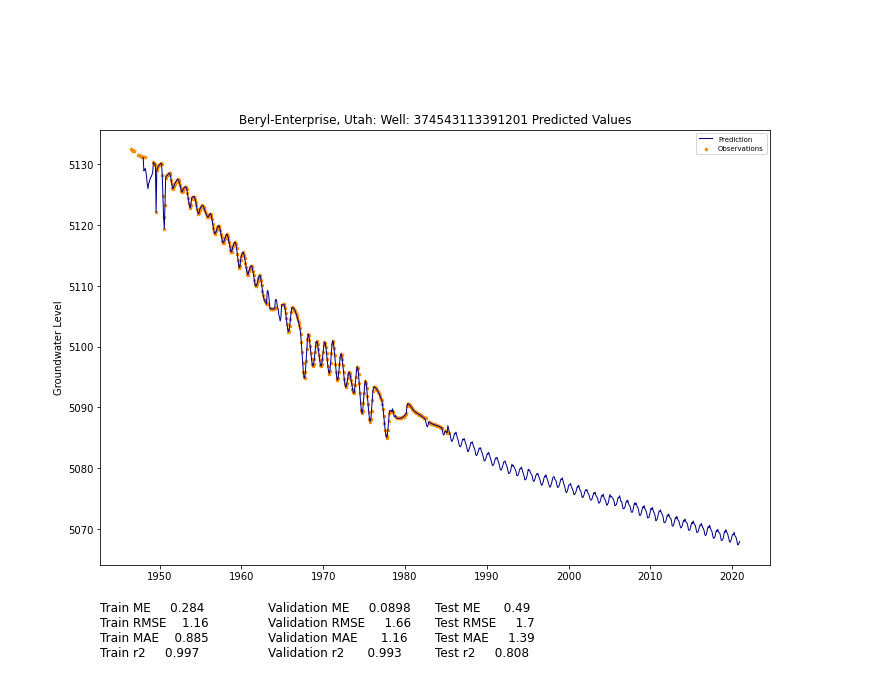 Beryl-Enterprise, Utah: Well: 374543113391201 Predicted Values
Prediction
Observations
Groundwater Level
5130
5120
5110
5100
5090
5080
5070
1950 1960 1970 1980 1990 2000 2010 2020
Train ME 0.284 Validation ME 0.0898 Test ME 0.49
Train RMSE 1.16 Validation RMSE 1.66 Test RMSE 1.7
Train MAE 0.885 Validation MAE 1.16 Test MAE 1.39
Train r2 0.997 Validation r2 0.993 Test r2 0.808